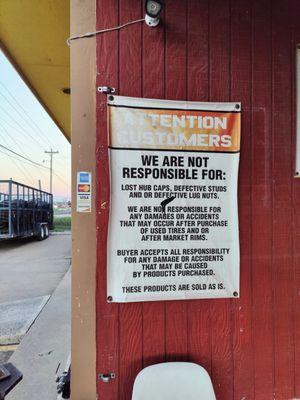 ATTENTION
CUSTOMERS
WE ARE NOT
RESPONSIBLE FOR:
LOST HUB CAPS, DEFECTIVE STUDS
AND OR DEFECTIVE LUG NUTS.
WE ARE NOT RESPONSIBLE FOR
ANY DAMAGES OR ACCIDENTS
THAT MAY OCCUR AFTER PURCHASE
OF USED TIRES AND OR
AFTER MARKET RIMS.
BUYER ACCEPTS ALL RESPONSIBILITY
FOR ANY DAMAGE OR ACCIDENTS
THAT MAY BE CAUSED
BY PRODUCTS PURCHASED.
THESE PRODUCTS ARE SOLD AS IS.
VISA